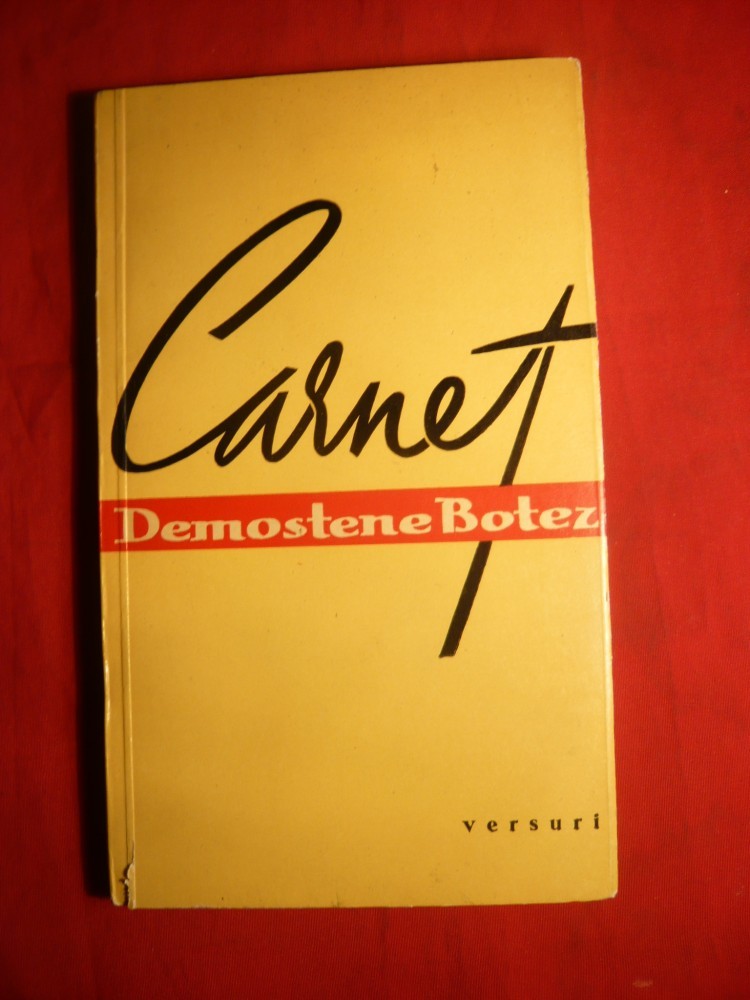 Carnet
Demostene Botez
versuri